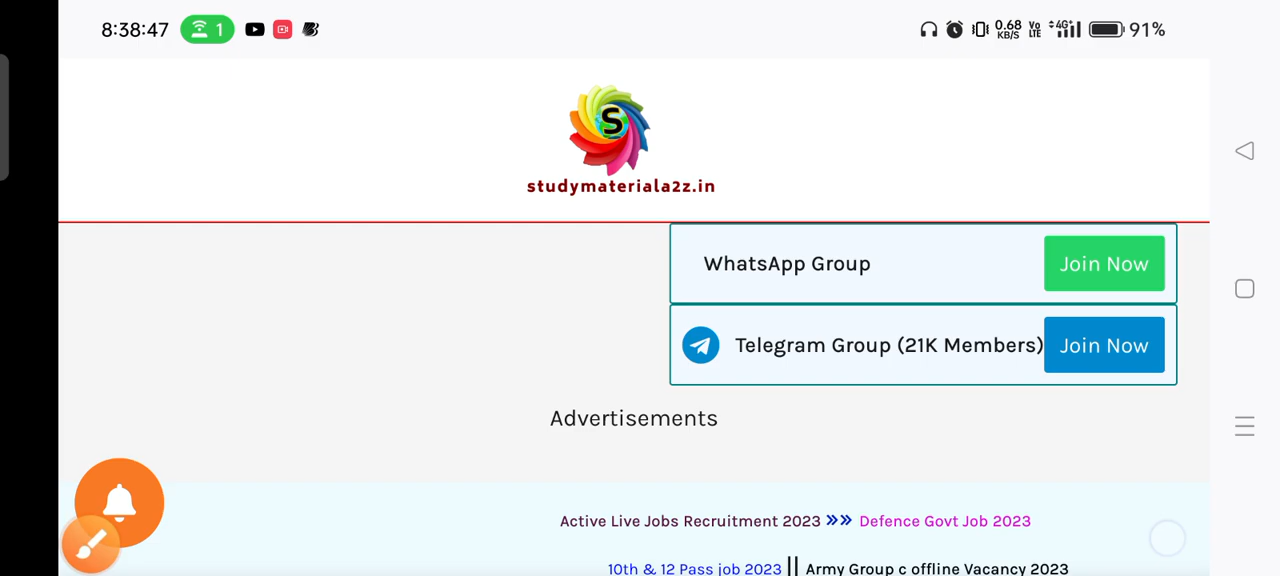 8:38:47 1 0.68 KB/S Vo LTE 4G+ 91%
S
studymateriala2z.in
WhatsApp Group Join Now
Telegram Group (21K Members) Join Now
Advertisements
Active Live Jobs Recruitment 2023 »» Defence Govt Job 2023
10th & 12 Pass job 2023 || Army Group c offline Vacancy 2023